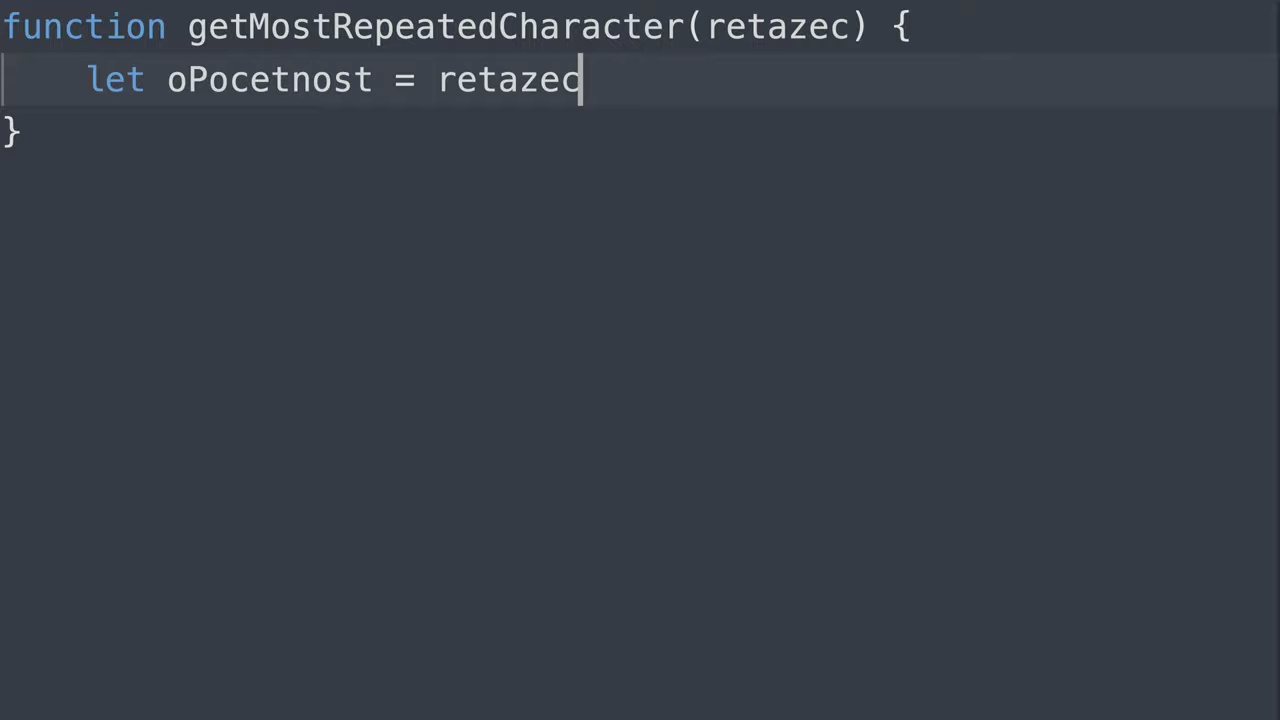 function getMostRepeatedCharacter(retazec) {
    let oPocetnost = retazec
}